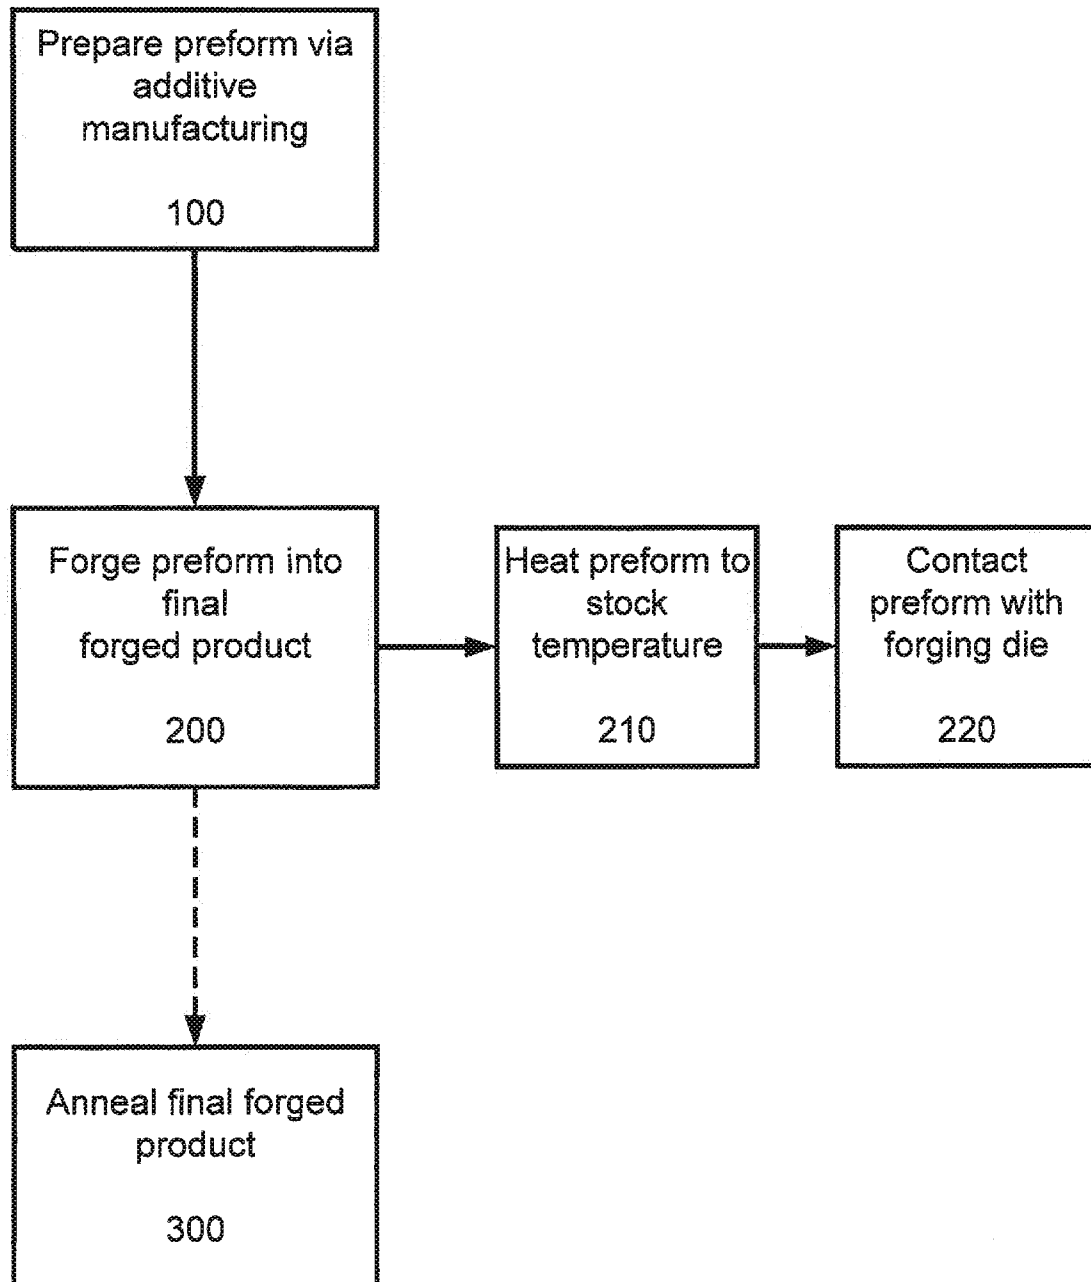 Prepare preform via
additive
manufacturing
100
Forge preform into
final
forged product
200
Heat preform to
stock
temperature
210
Contact
preform with
forging die
220
Anneal final forged
product
300